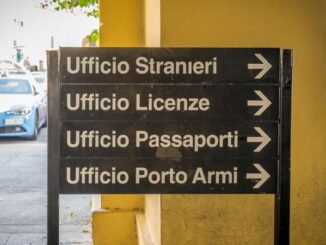 Ufficio Stranieri →
Ufficio Licenze →
Ufficio Passaporti →
Ufficio Porto Armi →